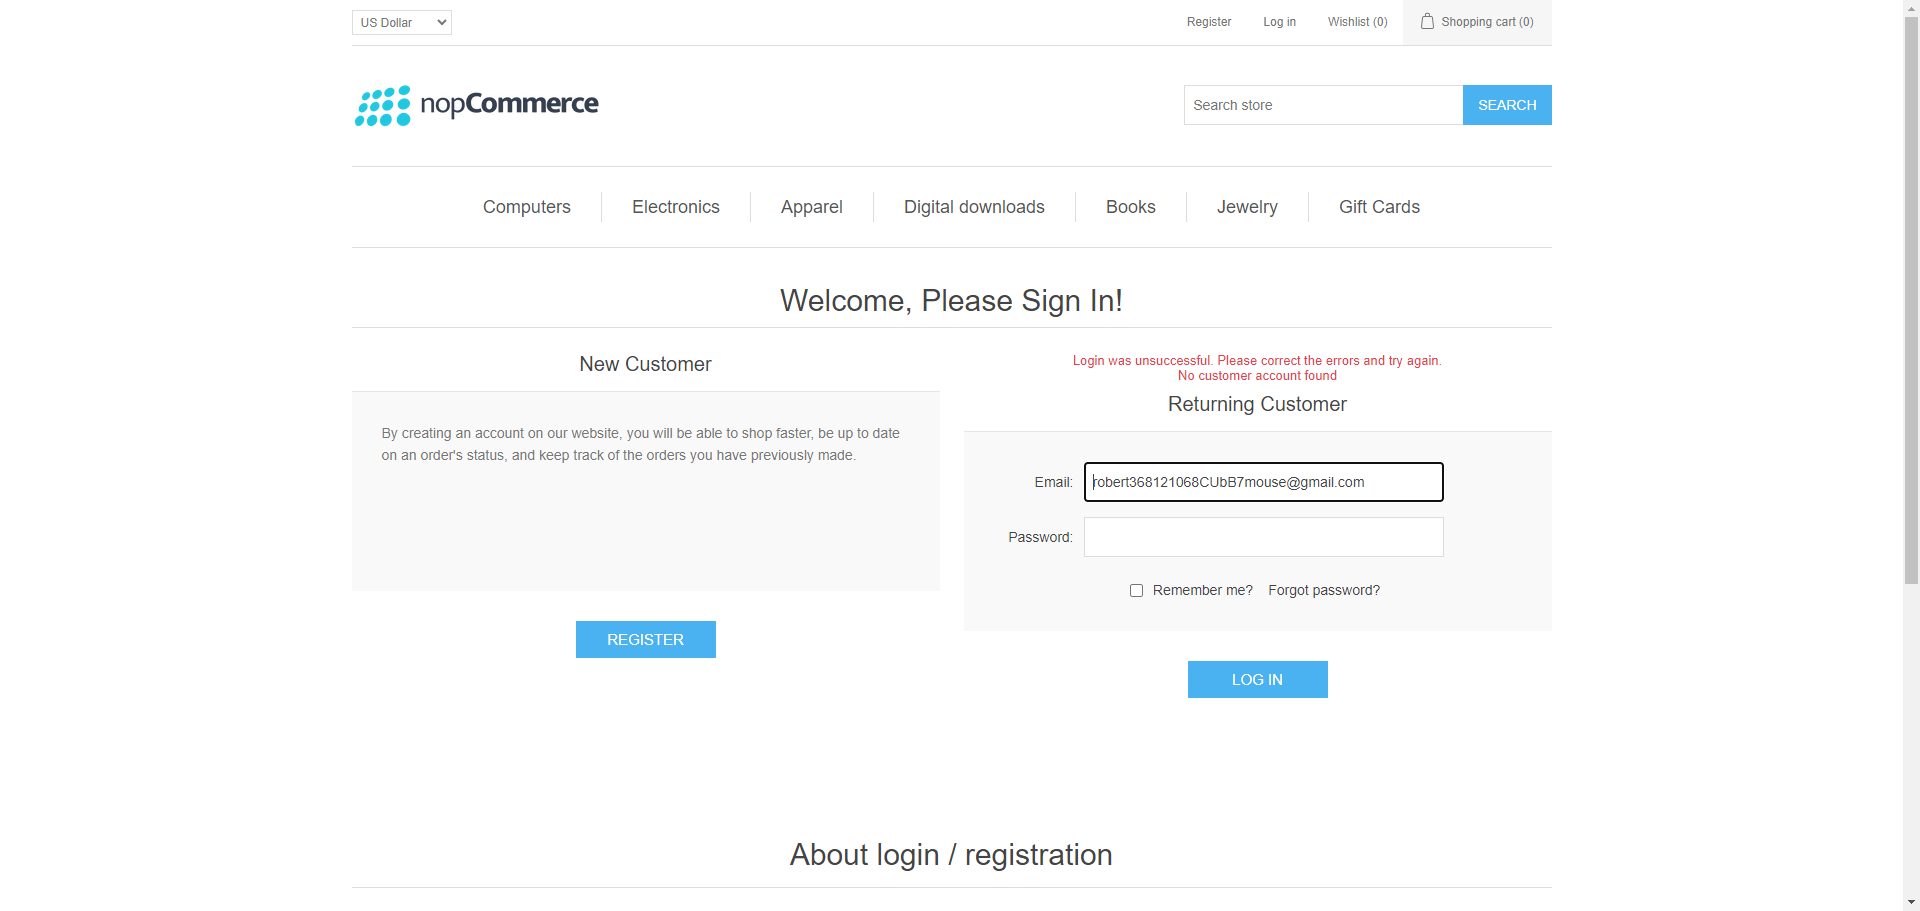 US Dollar
Register
Log in
Wishlist (0)
Shopping cart (0)
nopCommerce
Search store
SEARCH
Computers
Electronics
Apparel
Digital downloads
Books
Jewelry
Gift Cards
Welcome, Please Sign In!
New Customer
By creating an account on our website, you will be able to shop faster, be up to date
on an order's status, and keep track of the orders you have previously made.
REGISTER
Login was unsuccessful. Please correct the errors and try again.
No customer account found
Returning Customer
Email:
robert368121068CUbB7mouse@gmail.com
Password:
Remember me?
Forgot password?
LOG IN
About login / registration